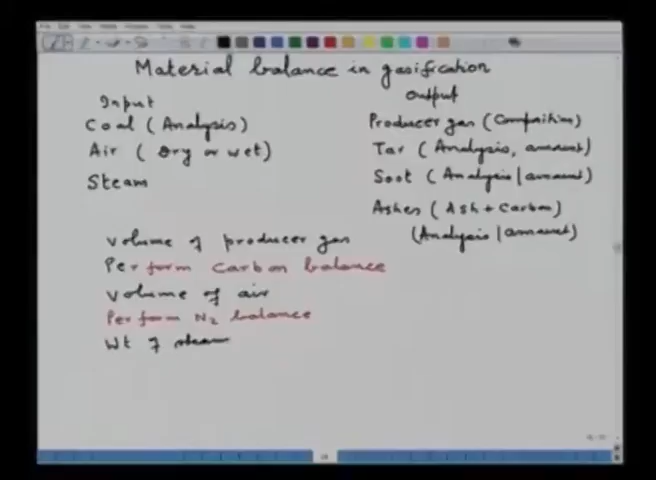 Material balance in gasification
Input
Coal (Analysis)
Air (Dry or wet)
Steam
Output
Producer gas (Composition)
Tar (Analysis, amount)
Soot (Analysis | amount)
Ashes (Ash + Carbon)
(Analysis | amount)
Volume of producer gas
Perform Carbon balance
Volume of air
Perform N2 balance
Wt of steam